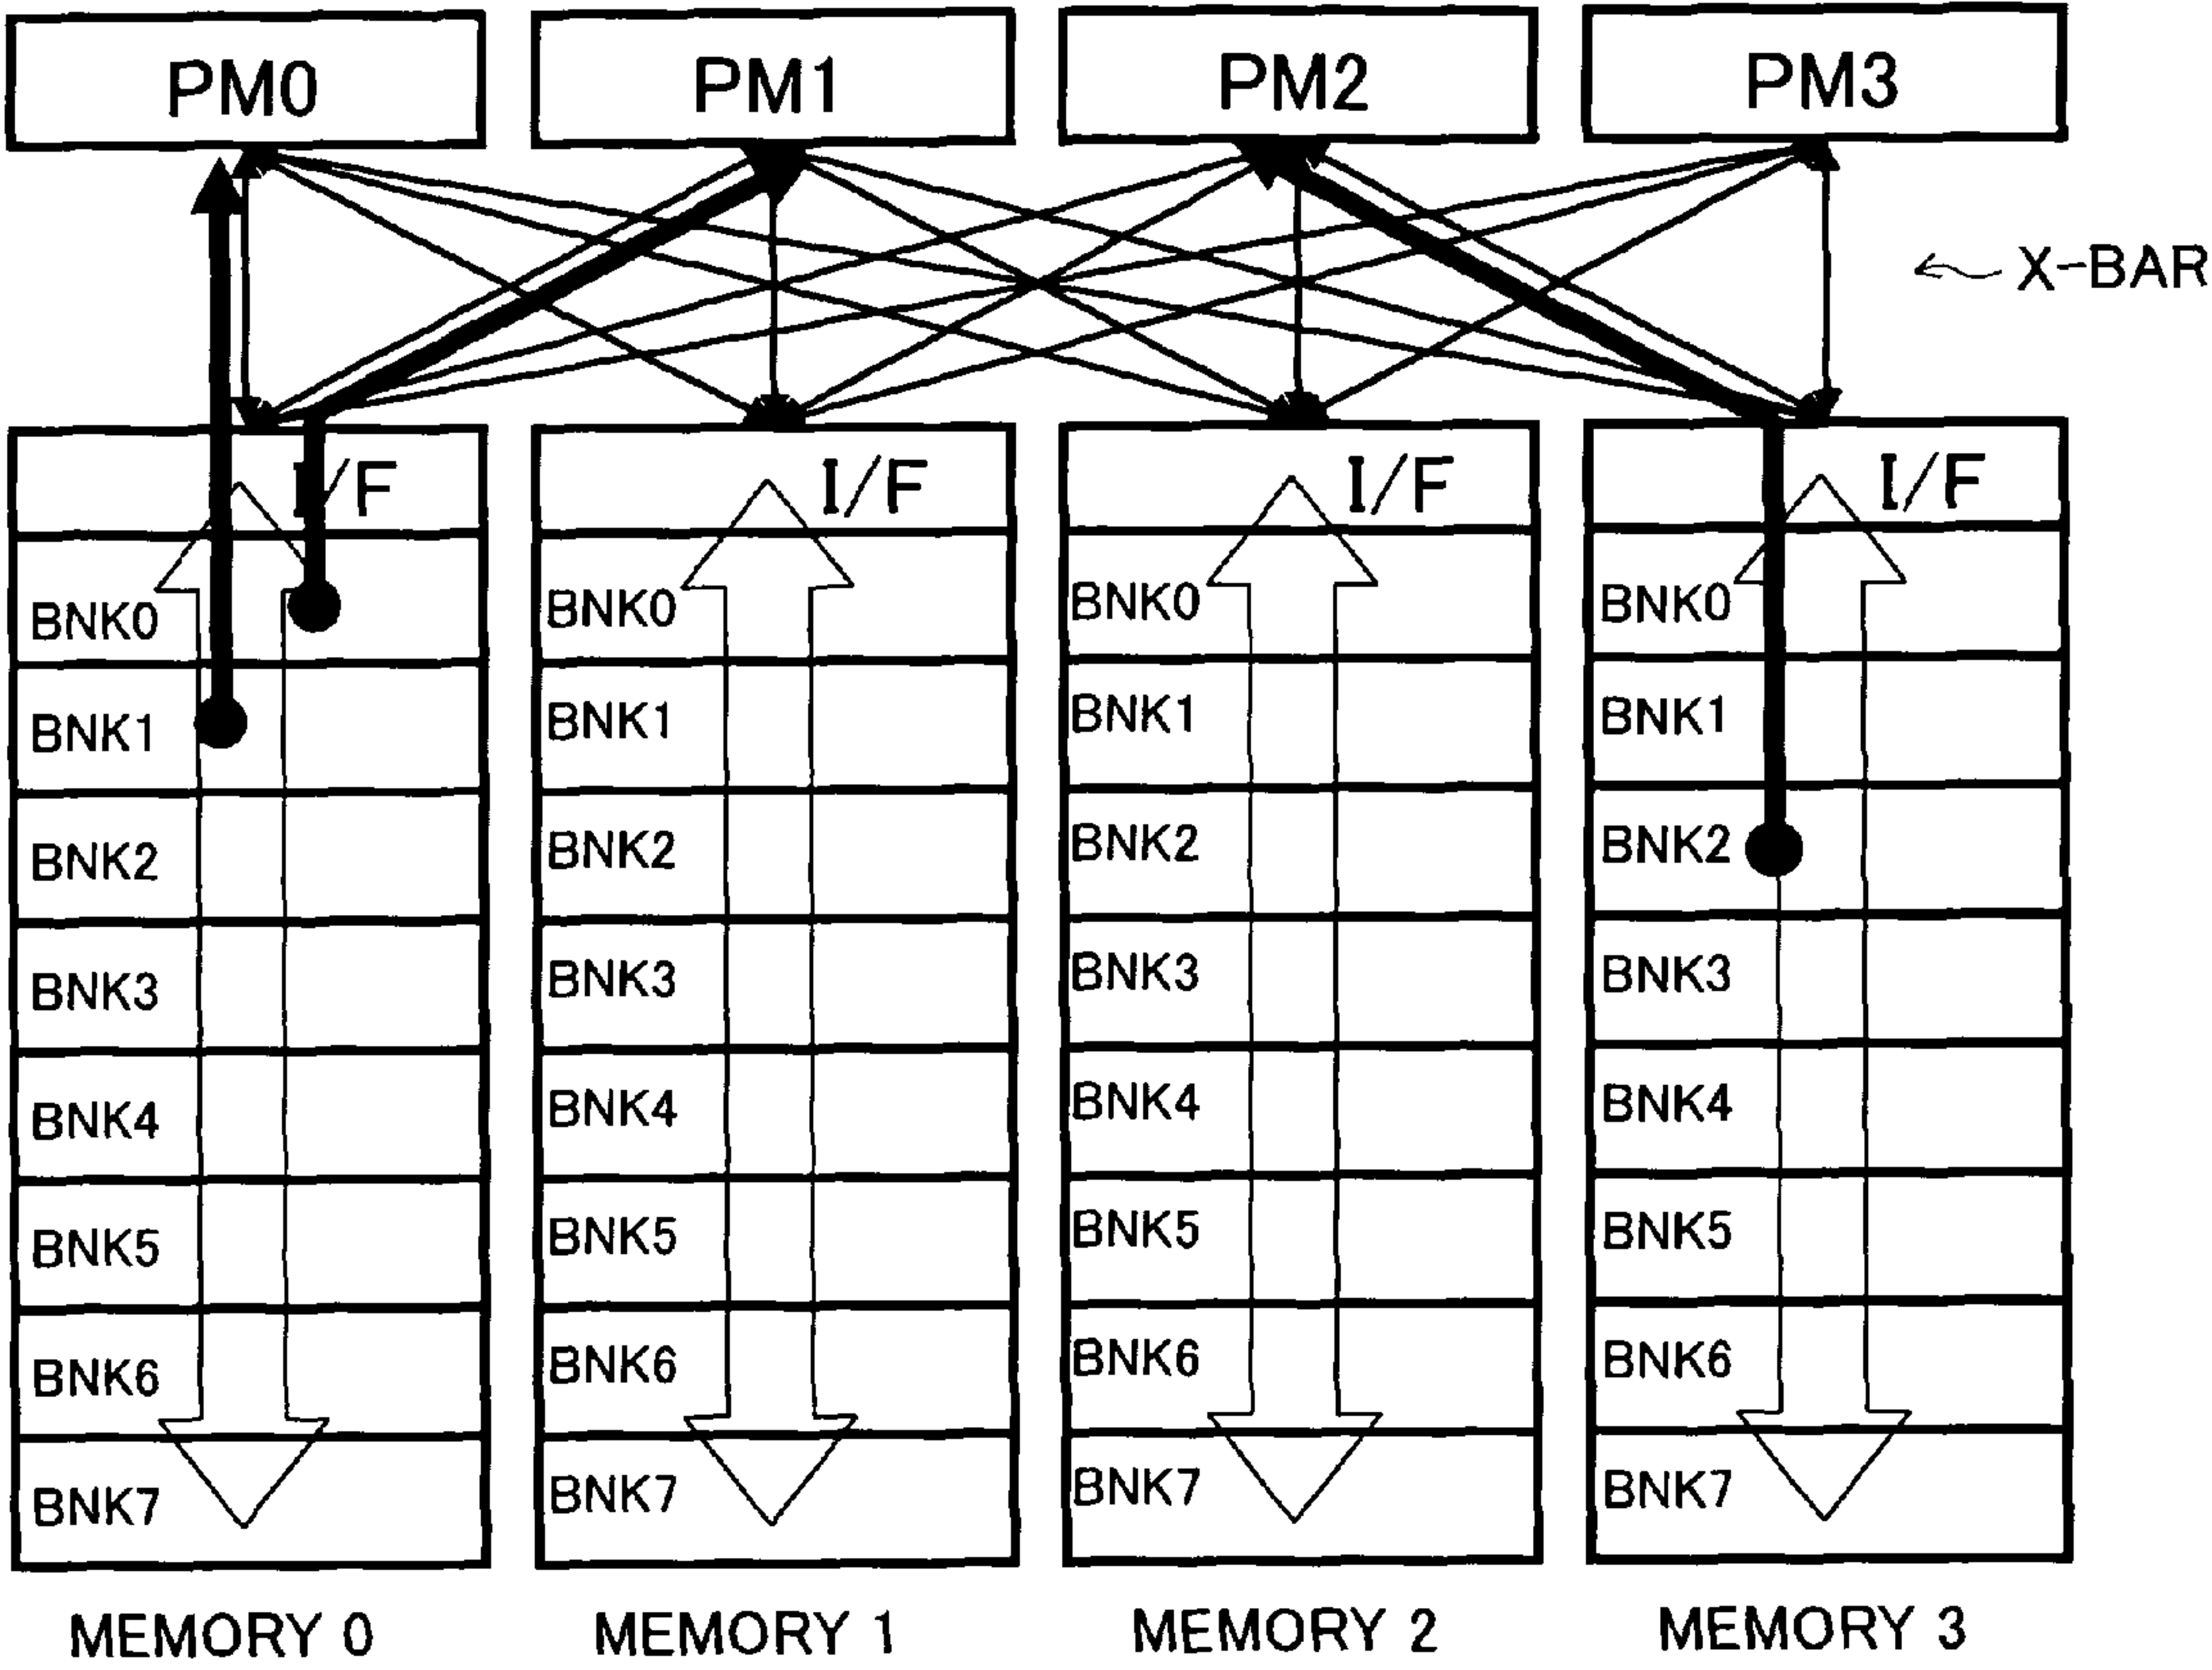 PM0 PM1 PM2 PM3
X-BAR
I/F I/F I/F I/F
BNK0 BNK0 BNK0 BNK0
BNK1 BNK1 BNK1 BNK1
BNK2 BNK2 BNK2 BNK2
BNK3 BNK3 BNK3 BNK3
BNK4 BNK4 BNK4 BNK4
BNK5 BNK5 BNK5 BNK5
BNK6 BNK6 BNK6 BNK6
BNK7 BNK7 BNK7 BNK7
MEMORY 0 MEMORY 1 MEMORY 2 MEMORY 3